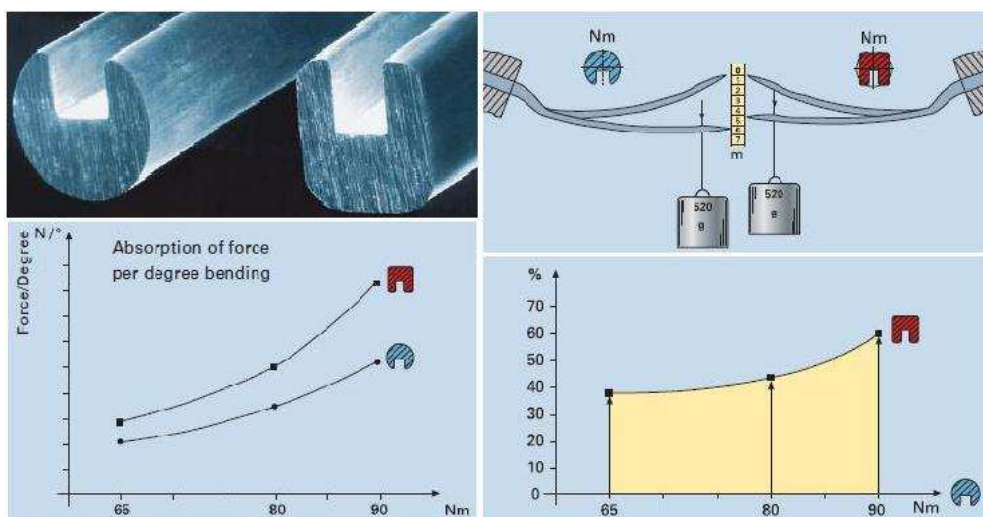 Nm
Nm
0
1
2
3
4
5
6
7
m
520
g
520
g
Force/Degree N/°
Absorption of force
per degree bending
65
80
90
Nm
%
70
60
50
40
30
20
10
0
65
80
90
Nm